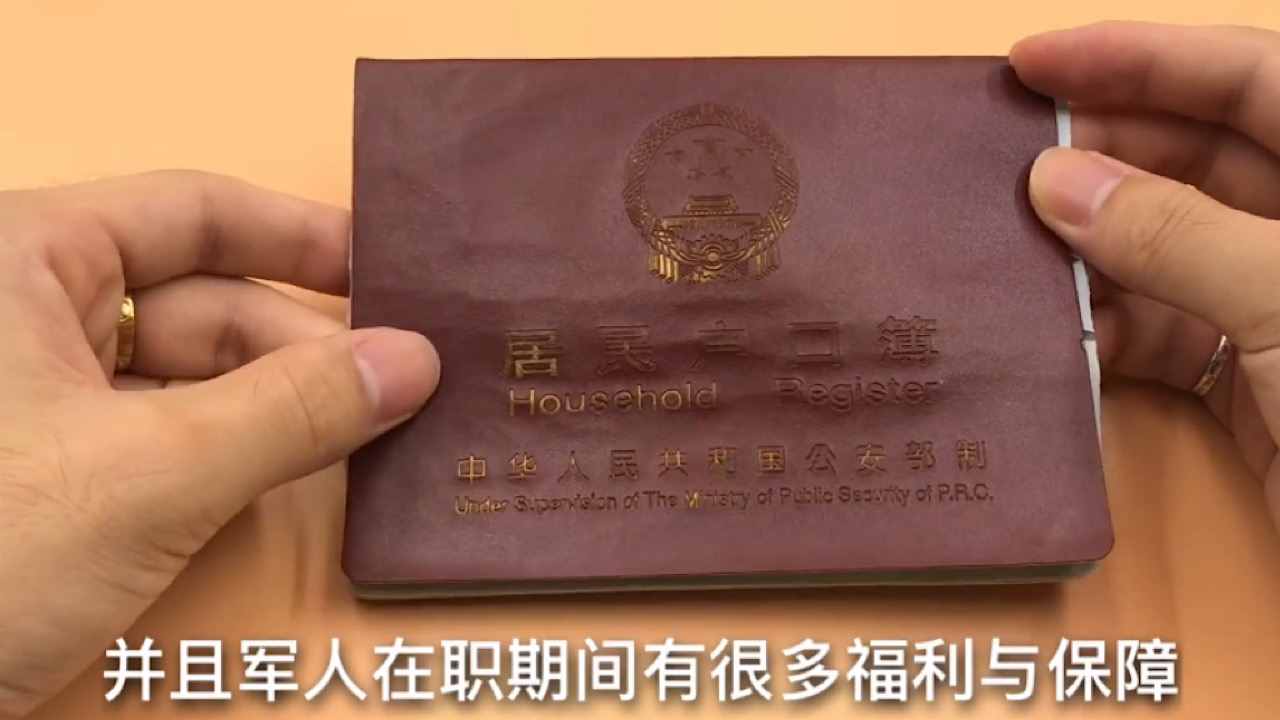 居民户口簿
Household Register
中华人民共和国公安部制
Under Supervision of The Ministry of Public Security of P.R.C.
并且军人在职期间有很多福利与保障